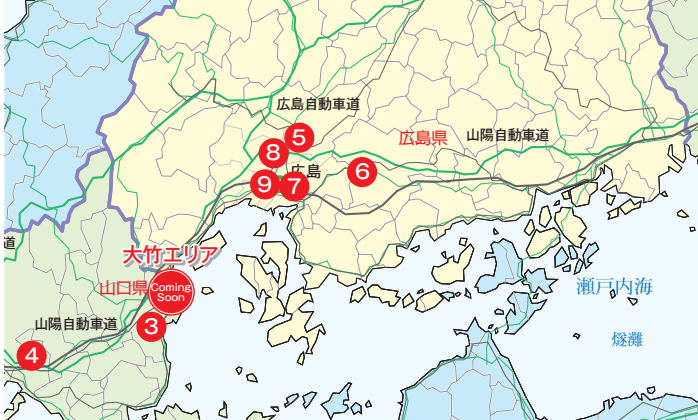 広島自動車道
5
広島県
山陽自動車道
8
広島
6
9
7
道
大竹エリア
山口県
Coming
Soon
瀬戸内海
山陽自動車道
3
燧灘
4